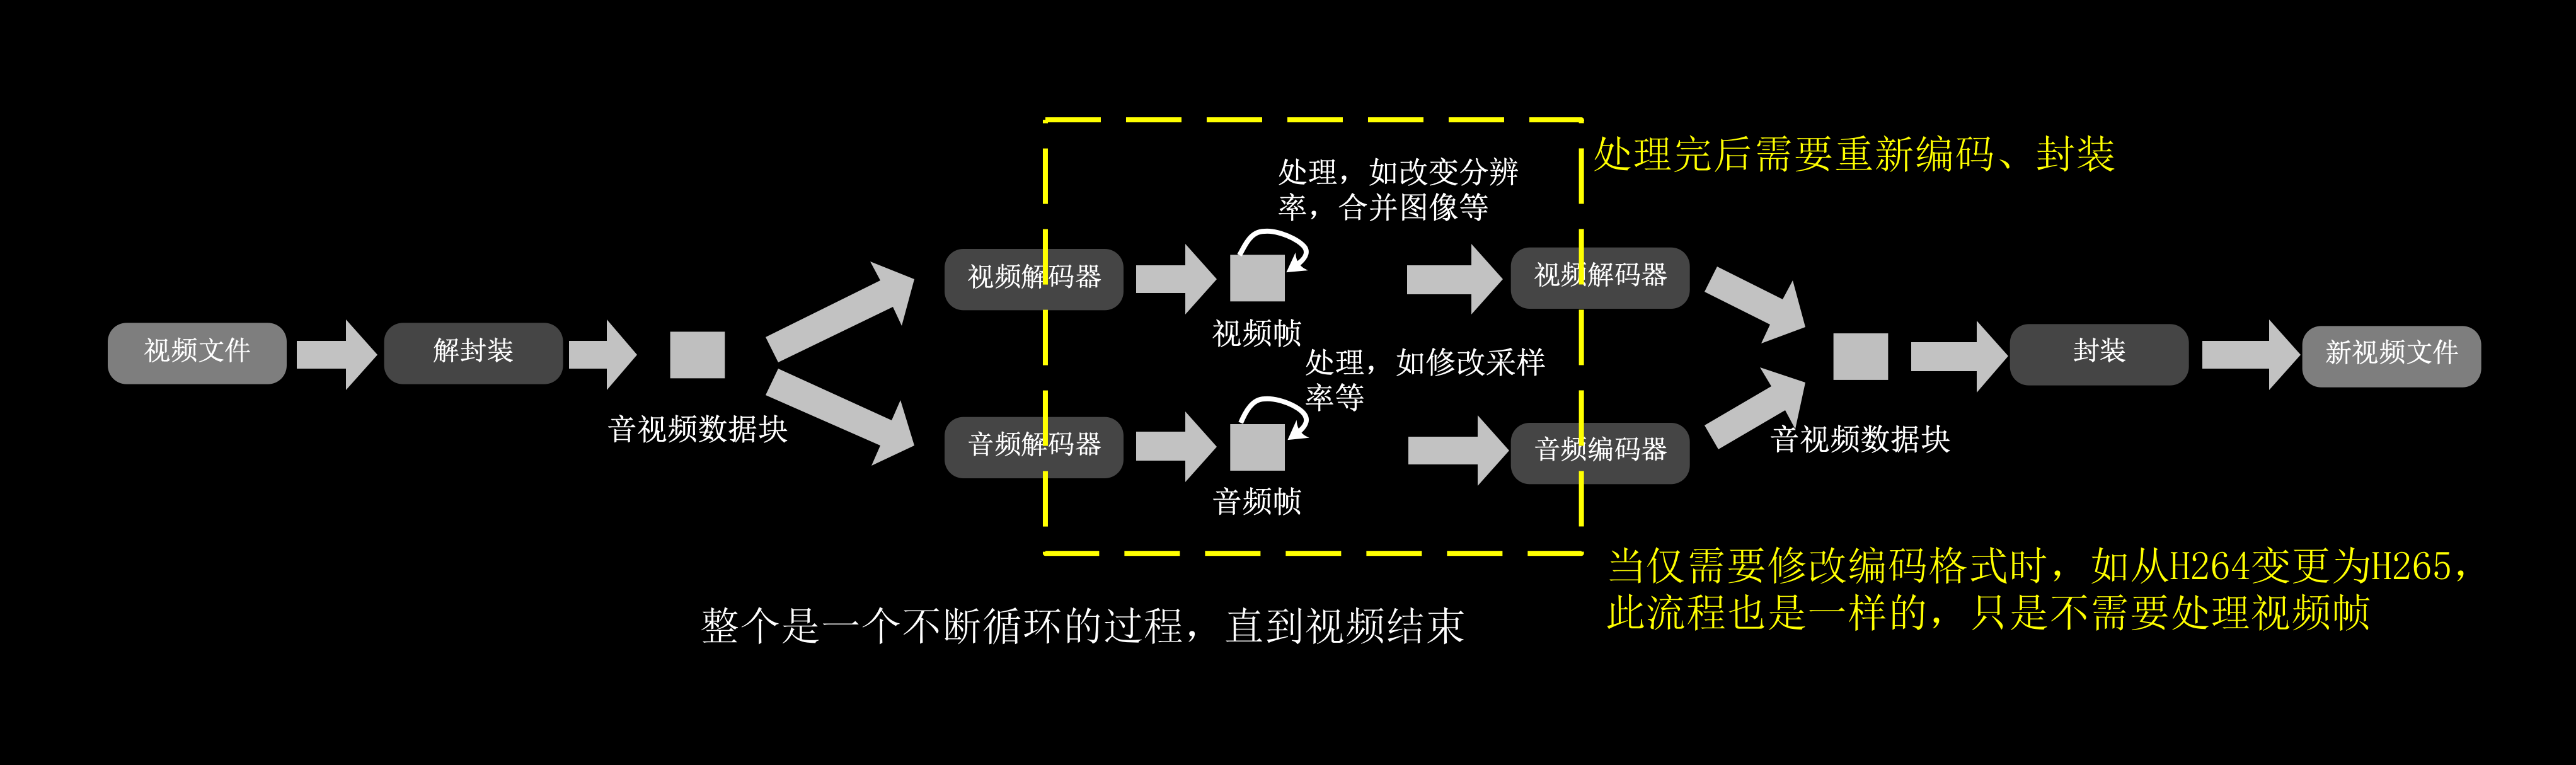 处理完后需要重新编码、封装
处理，如改变分辨
率，合并图像等
视频解码器
视频解码器
视频帧
视频文件
解封装
封装
新视频文件
处理，如修改采样
率等
音视频数据块
音频解码器
音频编码器
音视频数据块
音频帧
当仅需要修改编码格式时，如从H264变更为H265，
此流程也是一样的，只是不需要处理视频帧
整个是一个不断循环的过程，直到视频结束